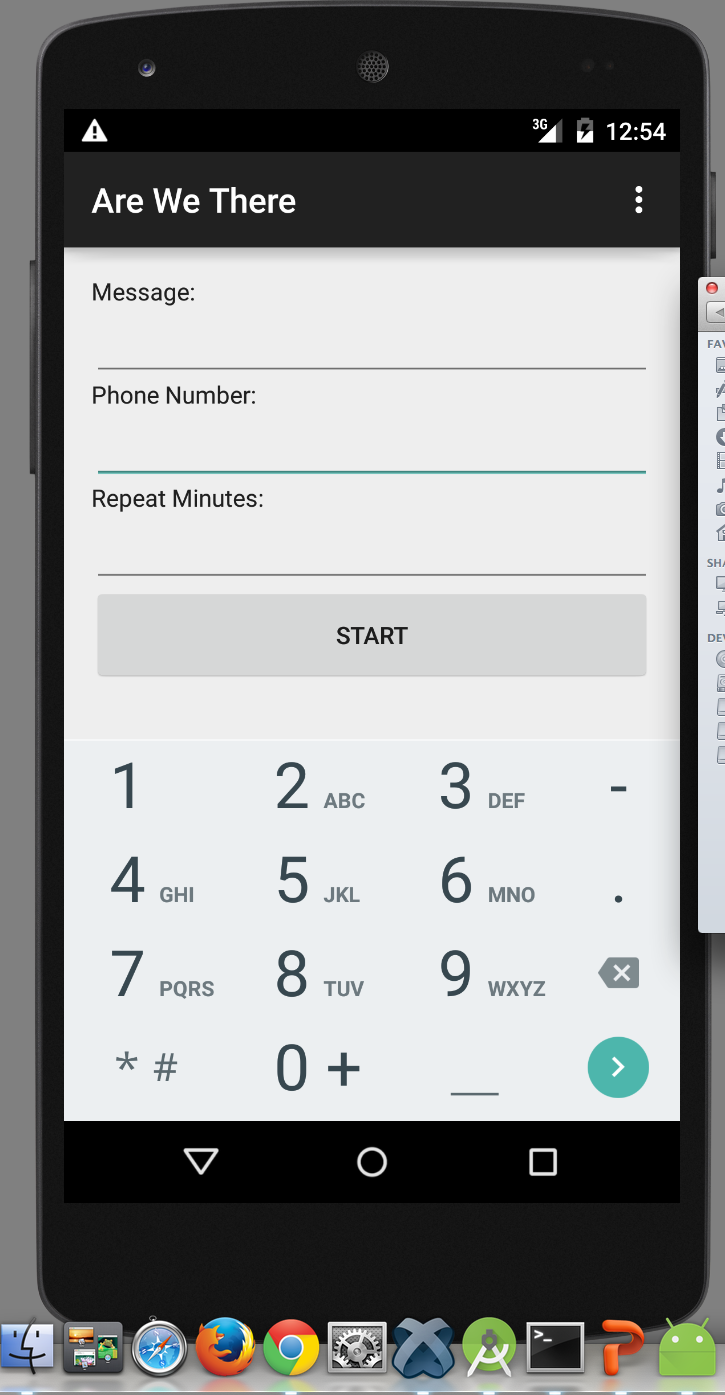 3G 12:54
Are We There
Message:
Phone Number:
Repeat Minutes:
START
1 2 ABC 3 DEF -
4 GHI 5 JKL 6 MNO .
7 PQRS 8 TUV 9 WXYZ
* # 0 +
FAV
SHA
DEV
>_